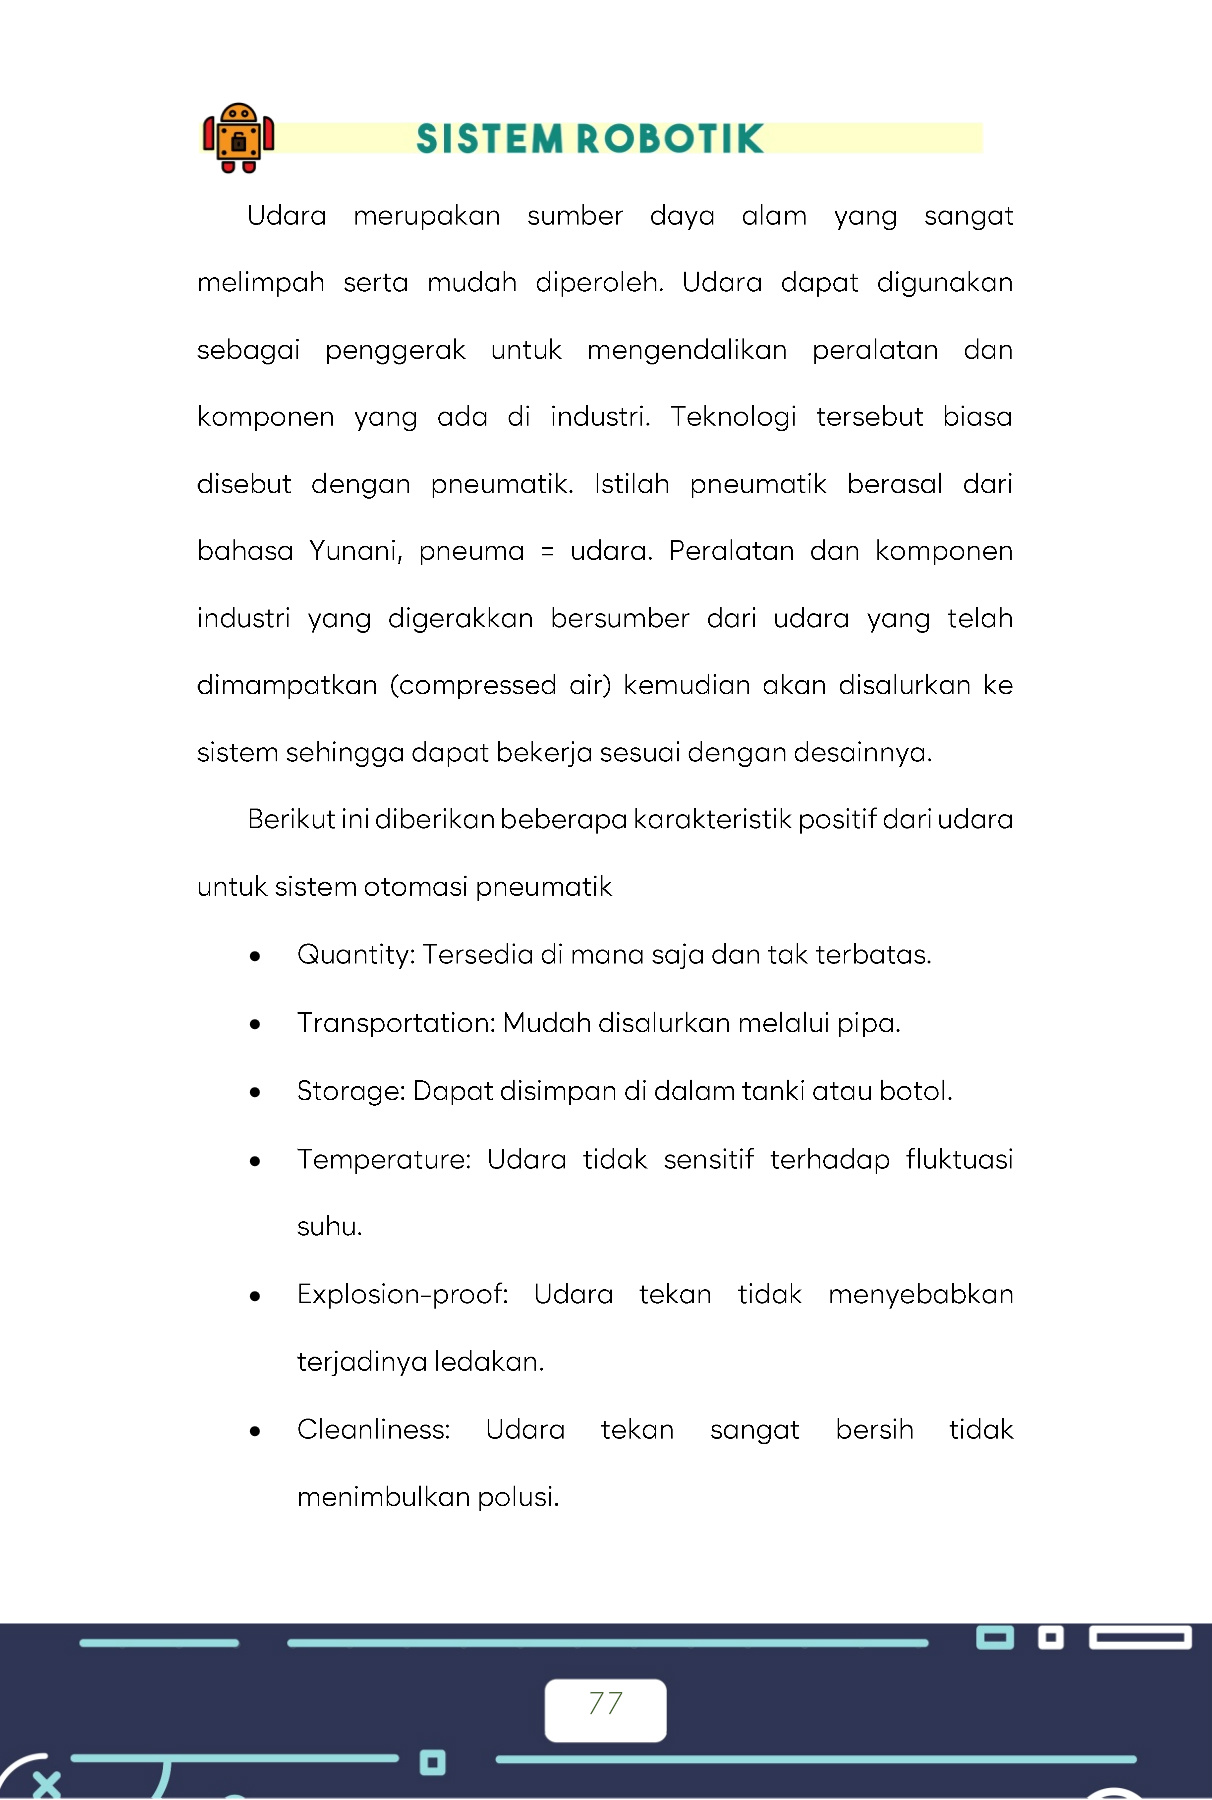 SISTEM ROBOTIK
Udara merupakan sumber daya alam yang sangat
melimpah serta mudah diperoleh. Udara dapat digunakan
sebagai penggerak untuk mengendalikan peralatan dan
komponen yang ada di industri. Teknologi tersebut biasa
disebut dengan pneumatik. Istilah pneumatik berasal dari
bahasa Yunani, pneuma = udara. Peralatan dan komponen
industri yang digerakkan bersumber dari udara yang telah
dimampatkan (compressed air) kemudian akan disalurkan ke
sistem sehingga dapat bekerja sesuai dengan desainnya.
Berikut ini diberikan beberapa karakteristik positif dari udara
untuk sistem otomasi pneumatik
• Quantity: Tersedia di mana saja dan tak terbatas.
• Transportation: Mudah disalurkan melalui pipa.
• Storage: Dapat disimpan di dalam tanki atau botol.
• Temperature: Udara tidak sensitif terhadap fluktuasi
suhu.
• Explosion-proof: Udara tekan tidak menyebabkan
terjadinya ledakan.
• Cleanliness: Udara tekan sangat bersih tidak
menimbulkan polusi.
77